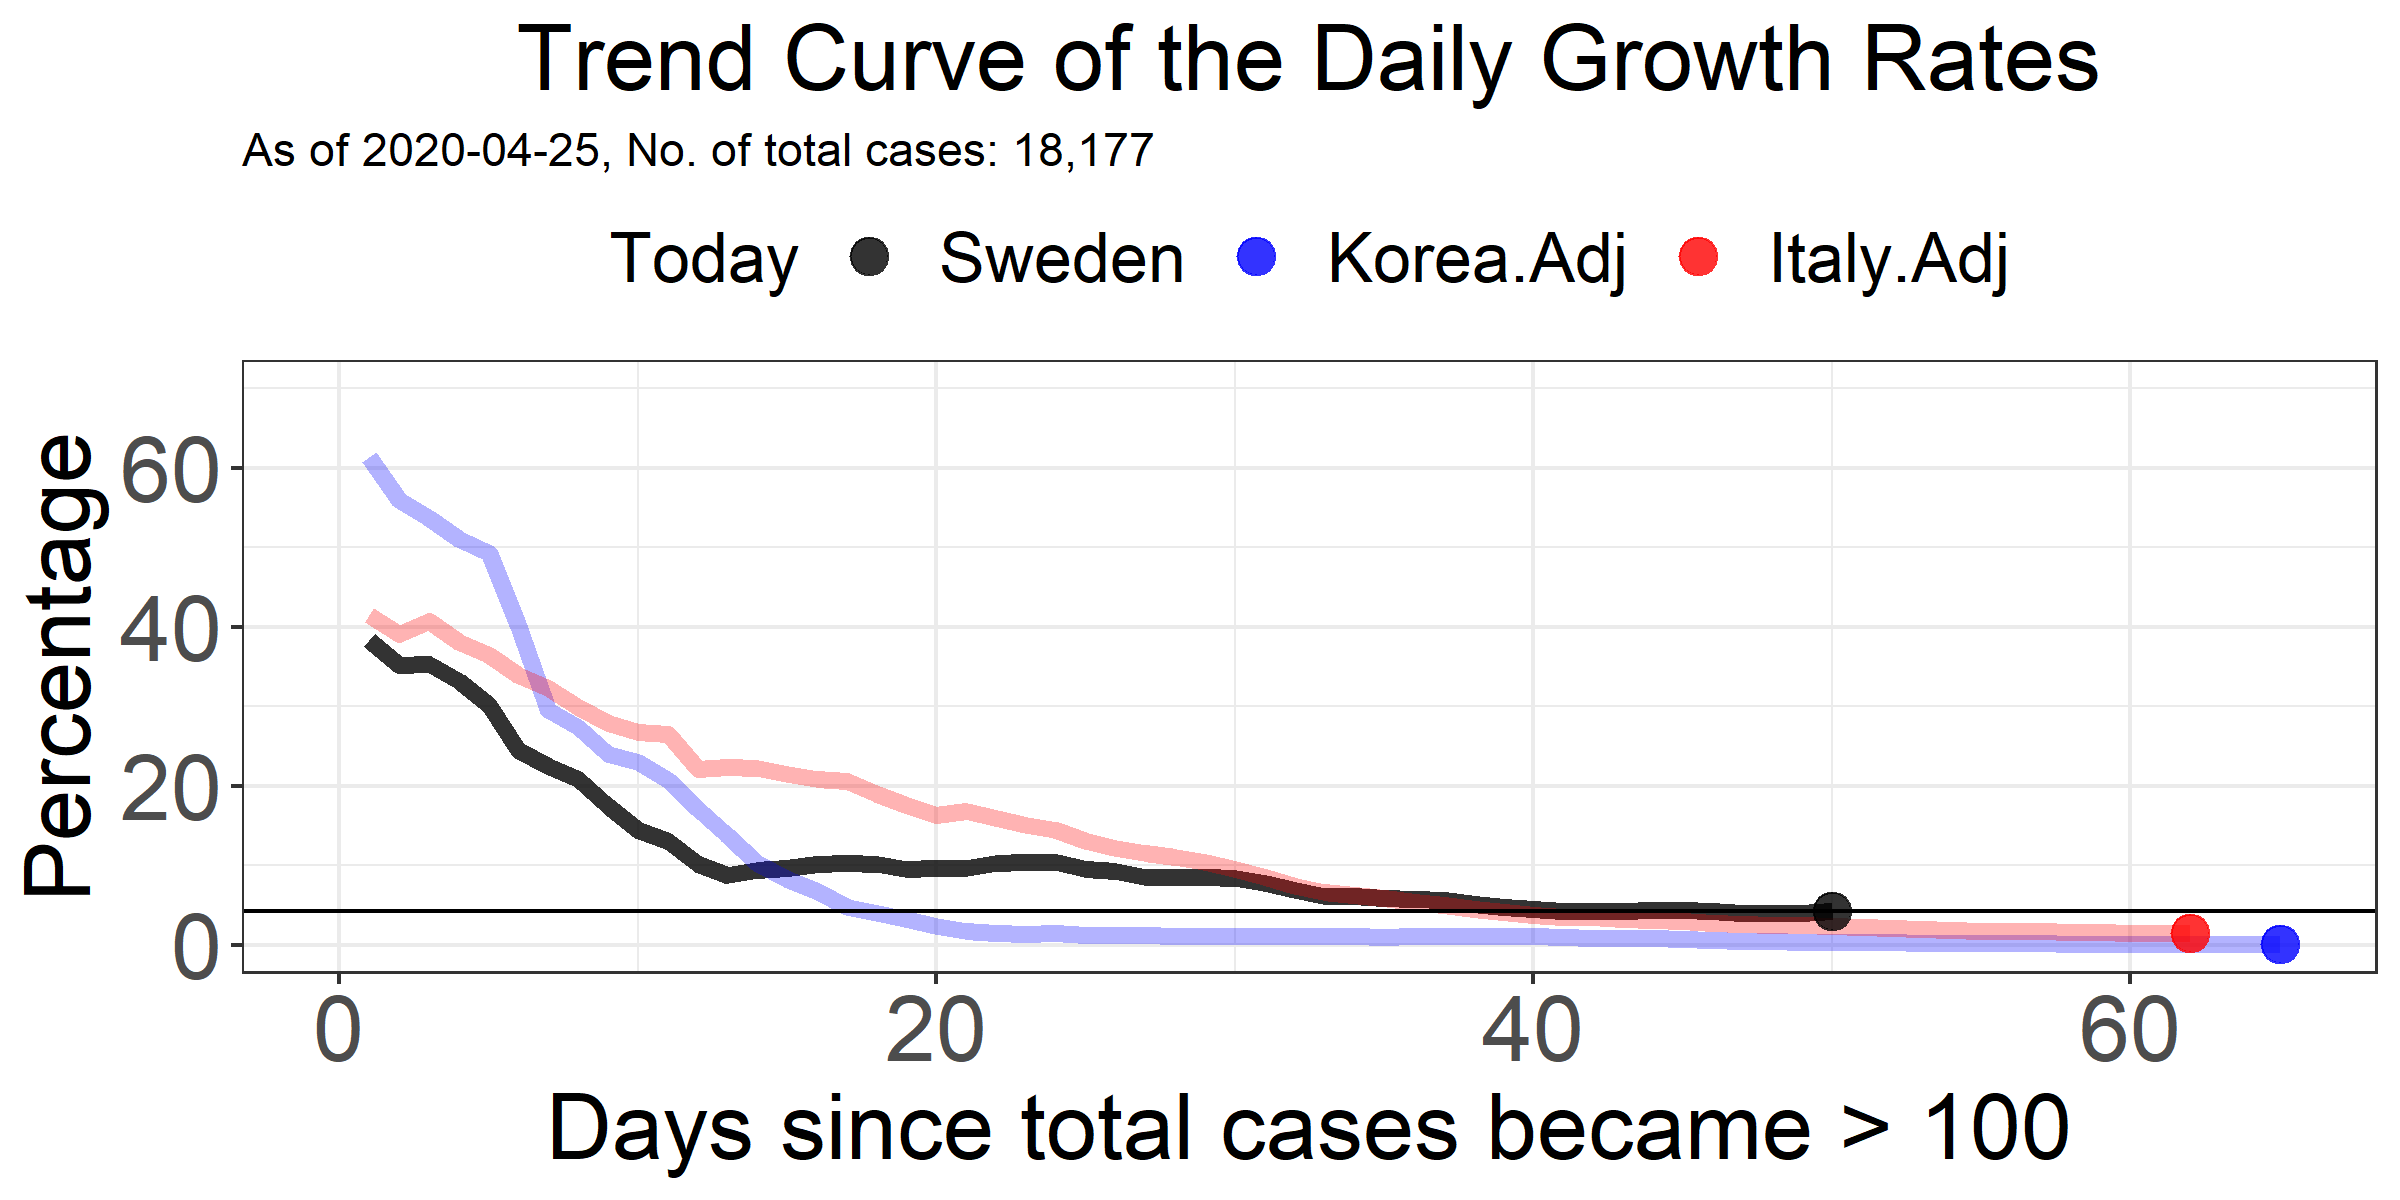 Trend Curve of the Daily Growth Rates
As of 2020-04-25, No. of total cases: 18,177
Today Sweden Korea.Adj Italy.Adj
Percentage
60
40
20
0
0 20 40 60
Days since total cases became > 100